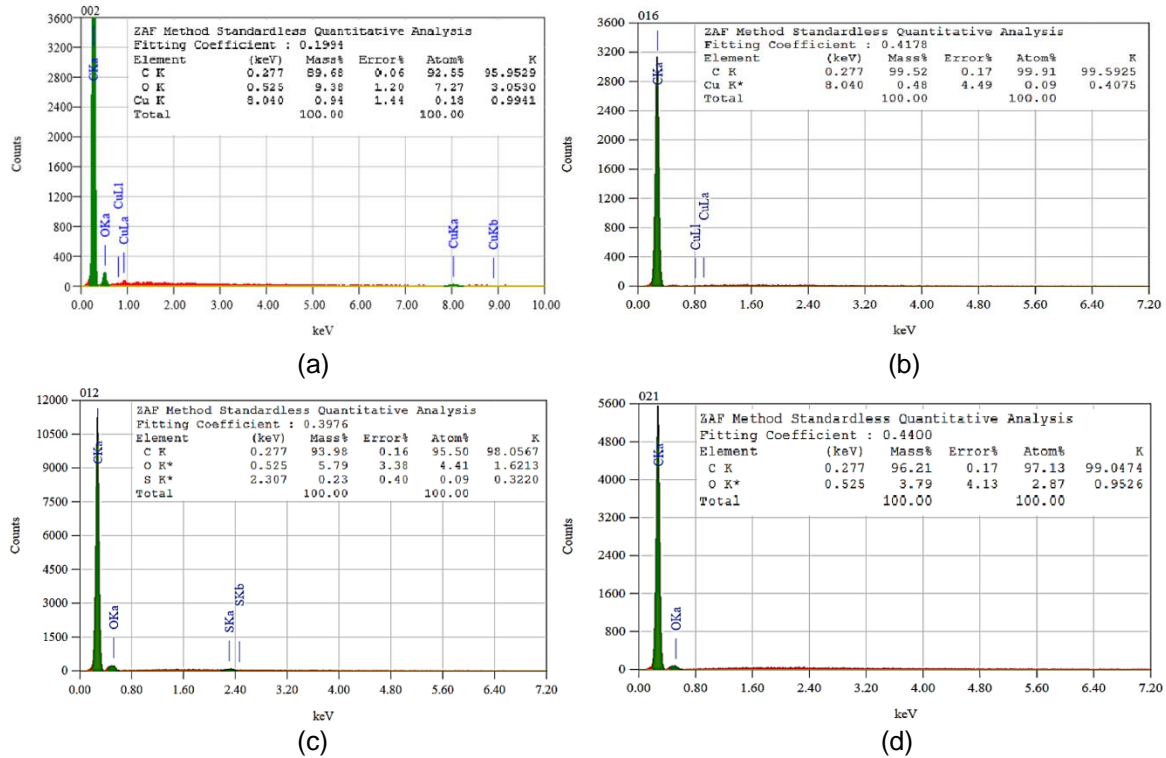 002
ZAF Method Standardless Quantitative Analysis
Fitting Coefficient : 0.1994
Element (keV) Mass% Error% Atom% K
C K 0.277 89.68 0.06 92.55 95.9529
O K 0.525 9.38 1.20 7.27 3.0530
Cu K 8.040 0.94 1.44 0.18 0.9941
Total 100.00 100.00
3600
3200
2800
2400
2000
1600
1200
800
400
0
Counts
CKa
OKa
CuLl
CuLa
CuKa
CuKb
0.00 1.00 2.00 3.00 4.00 5.00 6.00 7.00 8.00 9.00 10.00
keV
(a)
016
ZAF Method Standardless Quantitative Analysis
Fitting Coefficient : 0.4178
Element (keV) Mass% Error% Atom% K
C K 0.277 99.52 0.17 99.91 99.5925
Cu K* 8.040 0.48 4.49 0.09 0.4075
Total 100.00 100.00
3600
3200
2800
2400
2000
1600
1200
800
400
0
Counts
CKa
CuLl
CuLa
0.00 0.80 1.60 2.40 3.20 4.00 4.80 5.60 6.40 7.20
keV
(b)
012
ZAF Method Standardless Quantitative Analysis
Fitting Coefficient : 0.3976
Element (keV) Mass% Error% Atom% K
C K 0.277 93.98 0.16 95.50 98.0567
O K* 0.525 5.79 3.38 4.41 1.6213
S K* 2.307 0.23 0.40 0.09 0.3220
Total 100.00 100.00
12000
10500
9000
7500
6000
4500
3000
1500
0
Counts
CKa
OKa
SKa
SKb
0.00 0.80 1.60 2.40 3.20 4.00 4.80 5.60 6.40 7.20
keV
(c)
021
ZAF Method Standardless Quantitative Analysis
Fitting Coefficient : 0.4400
Element (keV) Mass% Error% Atom% K
C K 0.277 96.21 0.17 97.13 99.0474
O K* 0.525 3.79 4.13 2.87 0.9526
Total 100.00 100.00
5600
4800
4000
3200
2400
1600
800
0
Counts
CKa
OKa
0.00 0.80 1.60 2.40 3.20 4.00 4.80 5.60 6.40 7.20
keV
(d)